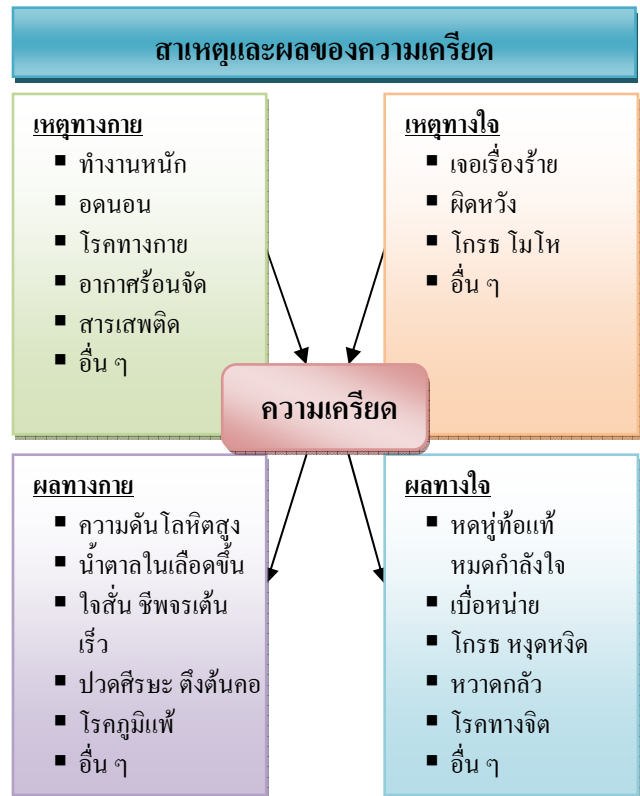 สาเหตุและผลของความเครียด
เหตุทางกาย
▪ ทำงานหนัก
▪ อดนอน
▪ โรคทางกาย
▪ อากาศร้อนจัด
▪ สารเสพติด
▪ อื่น ๆ
เหตุทางใจ
▪ เจอเรื่องร้าย
▪ ผิดหวัง
▪ โกรธ โมโห
▪ อื่น ๆ
ความเครียด
ผลทางกาย
▪ ความดันโลหิตสูง
▪ น้ำตาลในเลือดขึ้น
▪ ใจสั่น ชีพจรเต้น
เร็ว
▪ ปวดศีรษะ ตึงต้นคอ
▪ โรคภูมิแพ้
▪ อื่น ๆ
ผลทางใจ
▪ หดหู่ท้อแท้
หมดกำลังใจ
▪ เบื่อหน่าย
▪ โกรธ หงุดหงิด
▪ หวาดกลัว
▪ โรคทางจิต
▪ อื่น ๆ